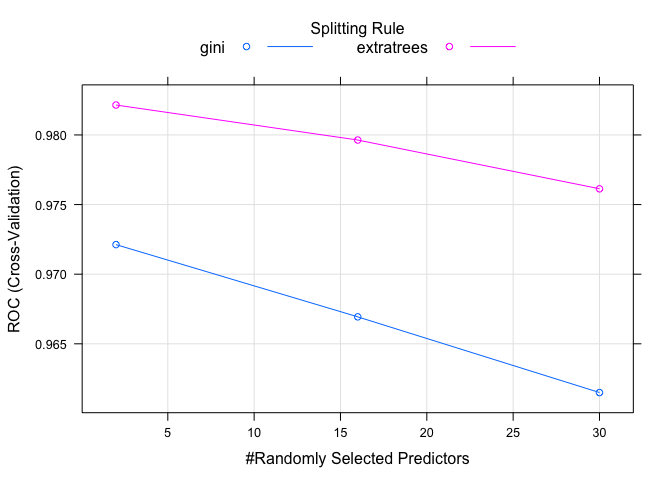 Splitting Rule
gini extratrees
0.980
0.975
0.970
0.965
ROC (Cross-Validation)
5 10 15 20 25 30
#Randomly Selected Predictors